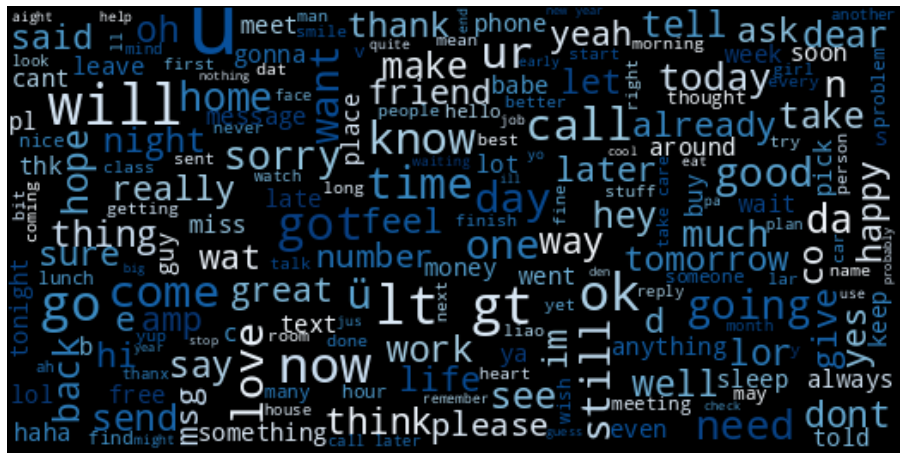 aight
help
oh
u
meet
man
smile
thank
phone
end
new year
yeah
tell
ask
dear
another
said
ll
mind
gonna
v
quite
mean
morning
early
start
week
soon
girl
every
look
cant
leave
first
dat
nothing
make
ur
babe
let
right
today
n
problem
will
home
face
want
friend
better
thought
take
pl
message
people
hello
job
call
already
s
nice
hope
night
never
place
know
best
cool
around
try
person
thk
class
sent
sorry
waiting
yo
eat
pick
really
watch
time
lot
ill
later
good
bit
coming
getting
late
long
day
fine
stuff
take care
buy
pa
wait
plan
happy
thing
guy
miss
got
feel
finish
hey
much
da
car
sure
wat
number
one
way
tomorrow
co
name
probably
tonight
lunch
big
talk
money
went
den
someone
lar
go
come
great
ü
lt
next
gt
yet
ok
reply
going
give
use
yes
keep
e
amp
c
text
jus
liao
d
month
back
b
yup
year
stop
room
done
work
ya
im
still
anything
lor
y
ah
hi
say
love
now
life
heart
see
well
sleep
always
lol
thanx
free
many
hour
remember
wish
meeting
may
send
msg
house
think
please
even
need
check
dont
haha
find
might
something
call later
guess
told